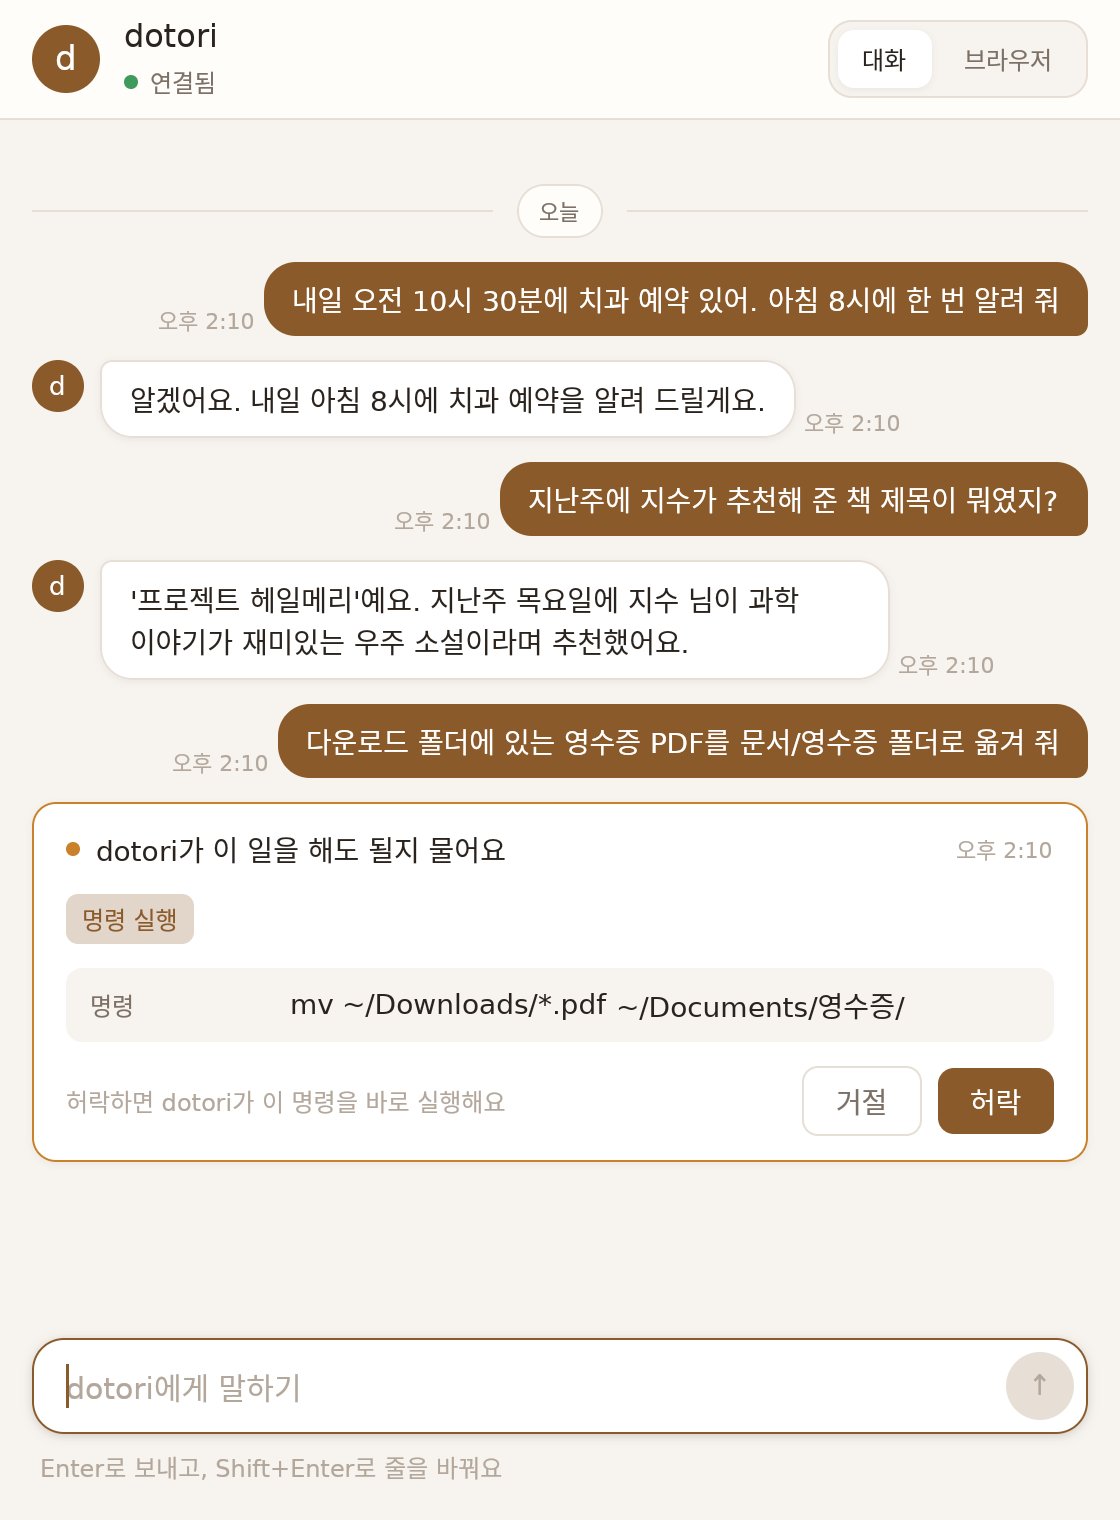 d
dotori
연결됨
대화
브라우저
오늘
내일 오전 10시 30분에 치과 예약 있어. 아침 8시에 한 번 알려 줘
오후 2:10
d
알겠어요. 내일 아침 8시에 치과 예약을 알려 드릴게요.
오후 2:10
지난주에 지수가 추천해 준 책 제목이 뭐였지?
오후 2:10
d
'프로젝트 헤일메리'예요. 지난주 목요일에 지수 님이 과학
이야기가 재미있는 우주 소설이라며 추천했어요.
오후 2:10
다운로드 폴더에 있는 영수증 PDF를 문서/영수증 폴더로 옮겨 줘
오후 2:10
dotori가 이 일을 해도 될지 물어요
오후 2:10
명령 실행
명령
mv ~/Downloads/*.pdf ~/Documents/영수증/
허락하면 dotori가 이 명령을 바로 실행해요
거절
허락
dotori에게 말하기
↑
Enter로 보내고, Shift+Enter로 줄을 바꿔요